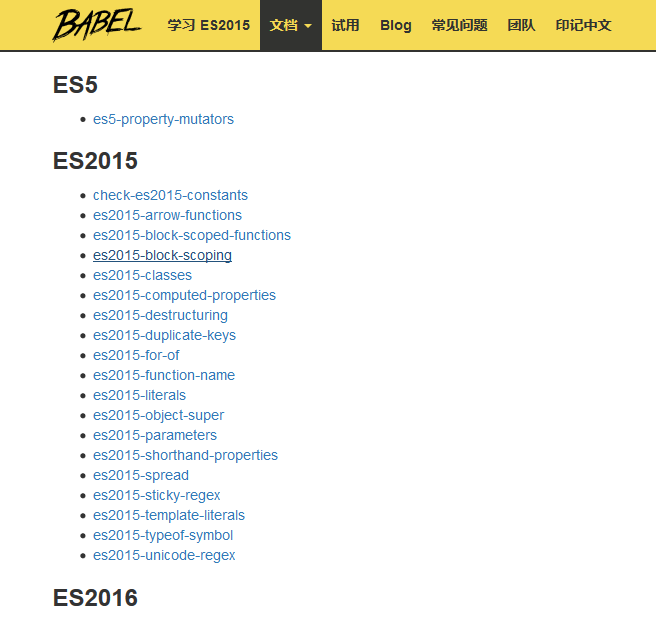 BABEL 学习 ES2015 文档 试用 Blog 常见问题 团队 印记中文
ES5
es5-property-mutators
ES2015
check-es2015-constants
es2015-arrow-functions
es2015-block-scoped-functions
es2015-block-scoping
es2015-classes
es2015-computed-properties
es2015-destructuring
es2015-duplicate-keys
es2015-for-of
es2015-function-name
es2015-literals
es2015-object-super
es2015-parameters
es2015-shorthand-properties
es2015-spread
es2015-sticky-regex
es2015-template-literals
es2015-typeof-symbol
es2015-unicode-regex
ES2016